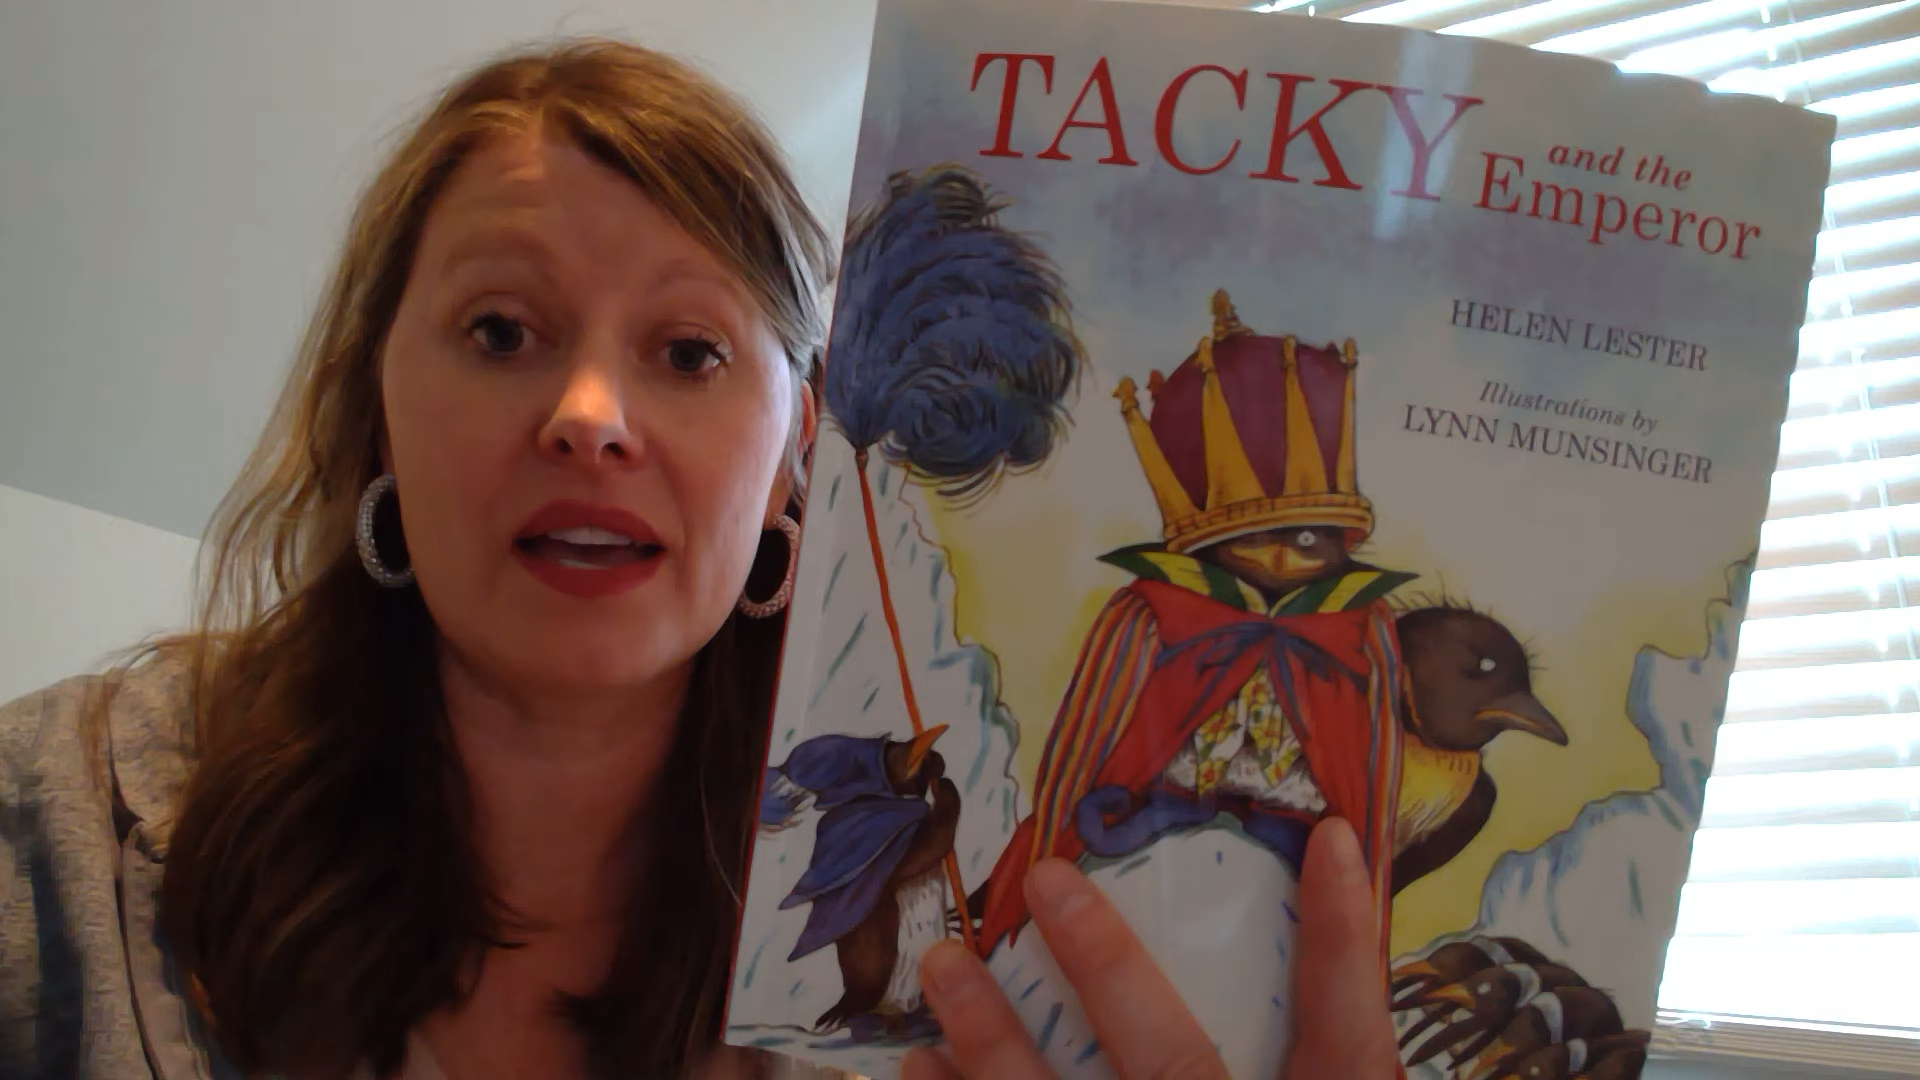 TACKY and the
Emperor
HELEN LESTER
Illustrations by
LYNN MUNSINGER